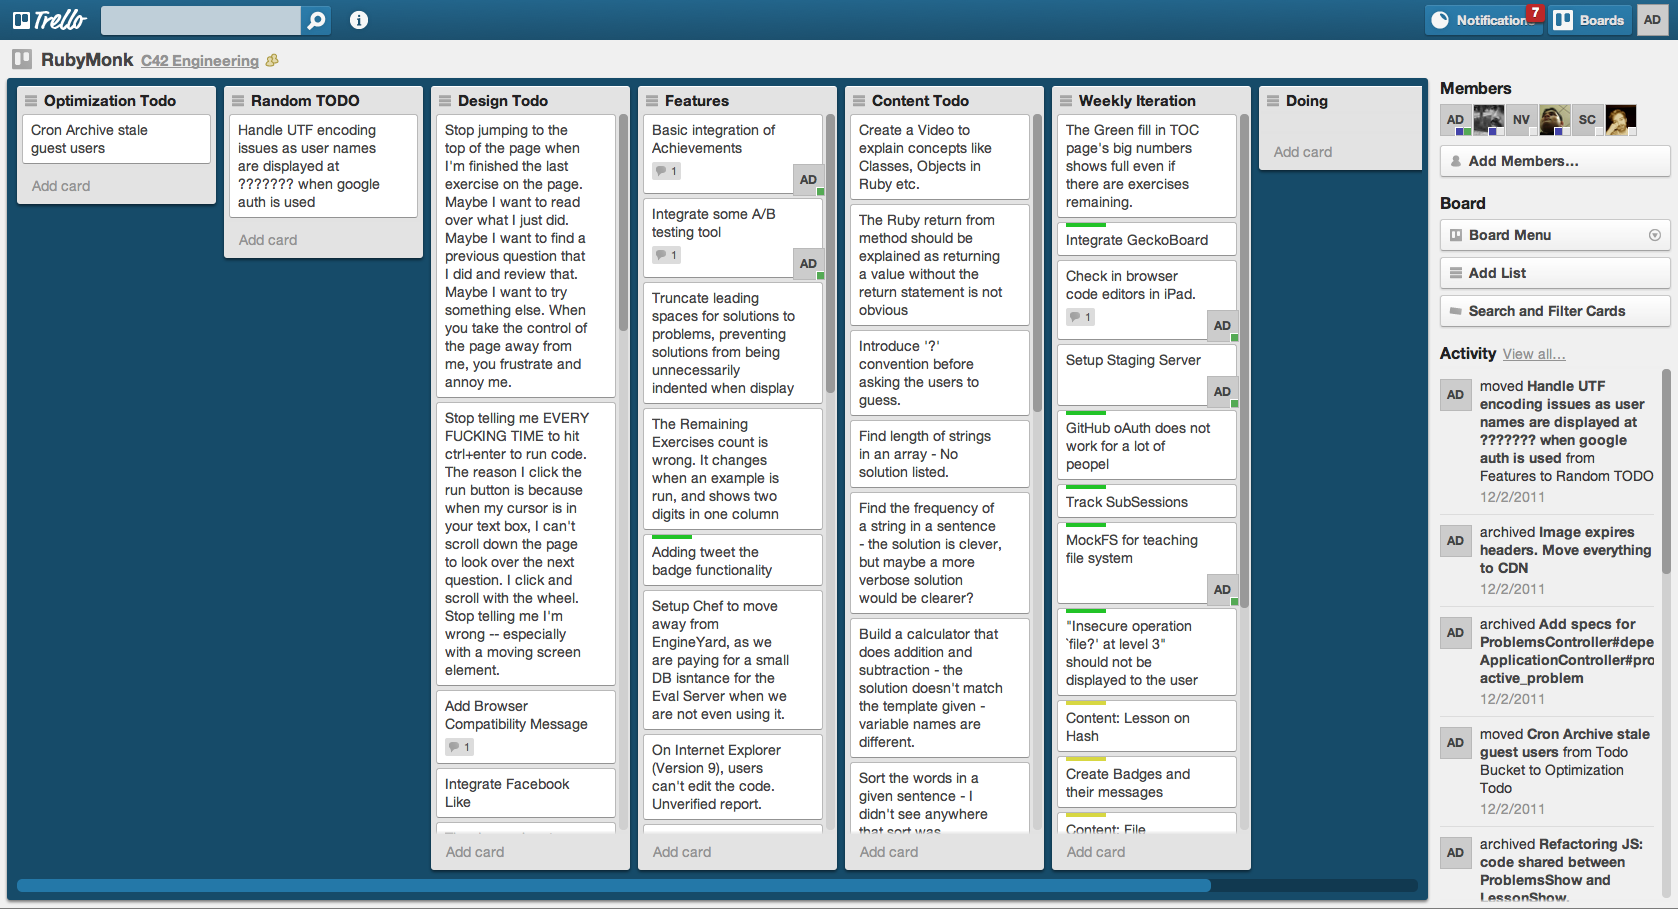 Trello
Notifications
7
Boards
AD
RubyMonk C42 Engineering
Optimization Todo
Cron Archive stale
guest users
Add card
Random TODO
Handle UTF encoding
issues as user names
are displayed at
??????? when google
auth is used
Add card
Design Todo
Stop jumping to the
top of the page when
I'm finished the last
exercise on the page.
Maybe I want to read
over what I just did.
Maybe I want to find a
previous question that
I did and review that.
Maybe I want to try
something else. When
you take the control of
the page away from
me, you frustrate and
annoy me.
Stop telling me EVERY
FUCKING TIME to hit
ctrl+enter to run code.
The reason I click the
run button is because
when my cursor is in
your text box, I can't
scroll down the page
to look over the next
question. I click and
scroll with the wheel.
Stop telling me I'm
wrong -- especially
with a moving screen
element.
Add Browser
Compatibility Message
1
Integrate Facebook
Like
Add card
Features
Basic integration of
Achievements
1
AD
Integrate some A/B
testing tool
1
AD
Truncate leading
spaces for solutions to
problems, preventing
solutions from being
unnecessarily
indented when display
The Remaining
Exercises count is
wrong. It changes
when an example is
run, and shows two
digits in one column
Adding tweet the
badge functionality
Setup Chef to move
away from
EngineYard, as we
are paying for a small
DB isntance for the
Eval Server when we
are not even using it.
On Internet Explorer
(Version 9), users
can't edit the code.
Unverified report.
Add card
Content Todo
Create a Video to
explain concepts like
Classes, Objects in
Ruby etc.
The Ruby return from
method should be
explained as returning
a value without the
return statement is not
obvious
Introduce '?'
convention before
asking the users to
guess.
Find length of strings
in an array - No
solution listed.
Find the frequency of
a string in a sentence
- the solution is clever,
but maybe a more
verbose solution
would be clearer?
Build a calculator that
does addition and
subtraction - the
solution doesn't match
the template given -
variable names are
different.
Sort the words in a
given sentence - I
didn't see anywhere
that sort was
Add card
Weekly Iteration
The Green fill in TOC
page's big numbers
shows full even if
there are exercises
remaining.
Integrate GeckoBoard
Check in browser
code editors in iPad.
1
AD
Setup Staging Server
AD
GitHub oAuth does not
work for a lot of
peopel
Track SubSessions
MockFS for teaching
file system
AD
"Insecure operation
`file?' at level 3"
should not be
displayed to the user
Content: Lesson on
Hash
Create Badges and
their messages
Content: File
Add card
Doing
Add card
Members
AD NV SC
Add Members...
Board
Board Menu
Add List
Search and Filter Cards
Activity View all...
AD
moved Handle UTF
encoding issues as user
names are displayed at
??????? when google
auth is used from
Features to Random TODO
12/2/2011
AD
archived Image expires
headers. Move everything
to CDN
12/2/2011
AD
archived Add specs for
ProblemsController#depe
ApplicationController#pro
active_problem
12/2/2011
AD
moved Cron Archive stale
guest users from Todo
Bucket to Optimization
Todo
12/2/2011
AD
archived Refactoring JS:
code shared between
ProblemsShow and
LessonShow.